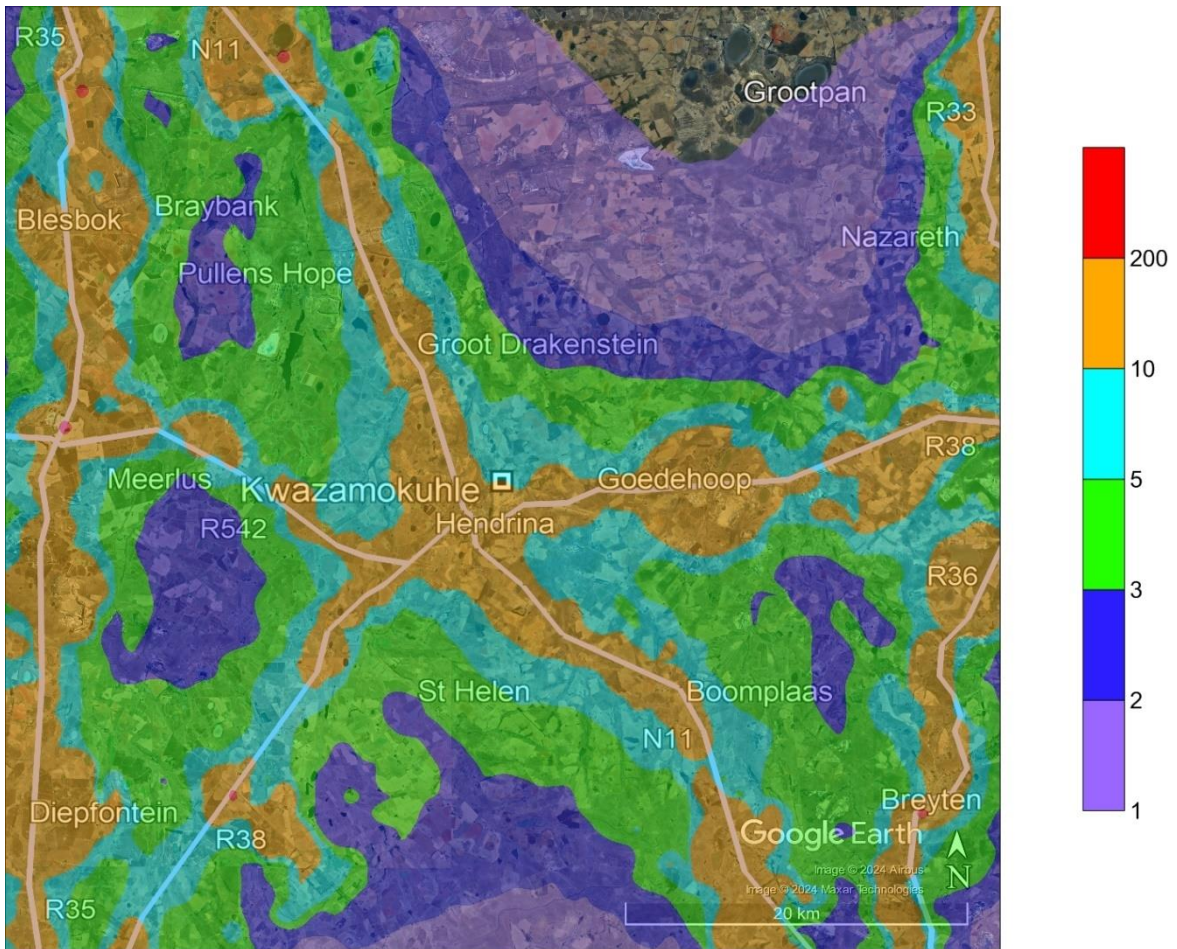 R35
N11
Grootpan
R33
Blesbok
Braybank
Nazareth
Pullens Hope
200
Groot Drakenstein
10
R38
Meerlus
Kwazamokuhle
Goedehoop
5
R542
Hendrina
R36
3
St Helen
Boomplaas
2
N11
Diepfontein
Breyten
1
R38
Google Earth
Image © 2024 Airbus
N
Image © 2024 Maxar Technologies
R35
20 km